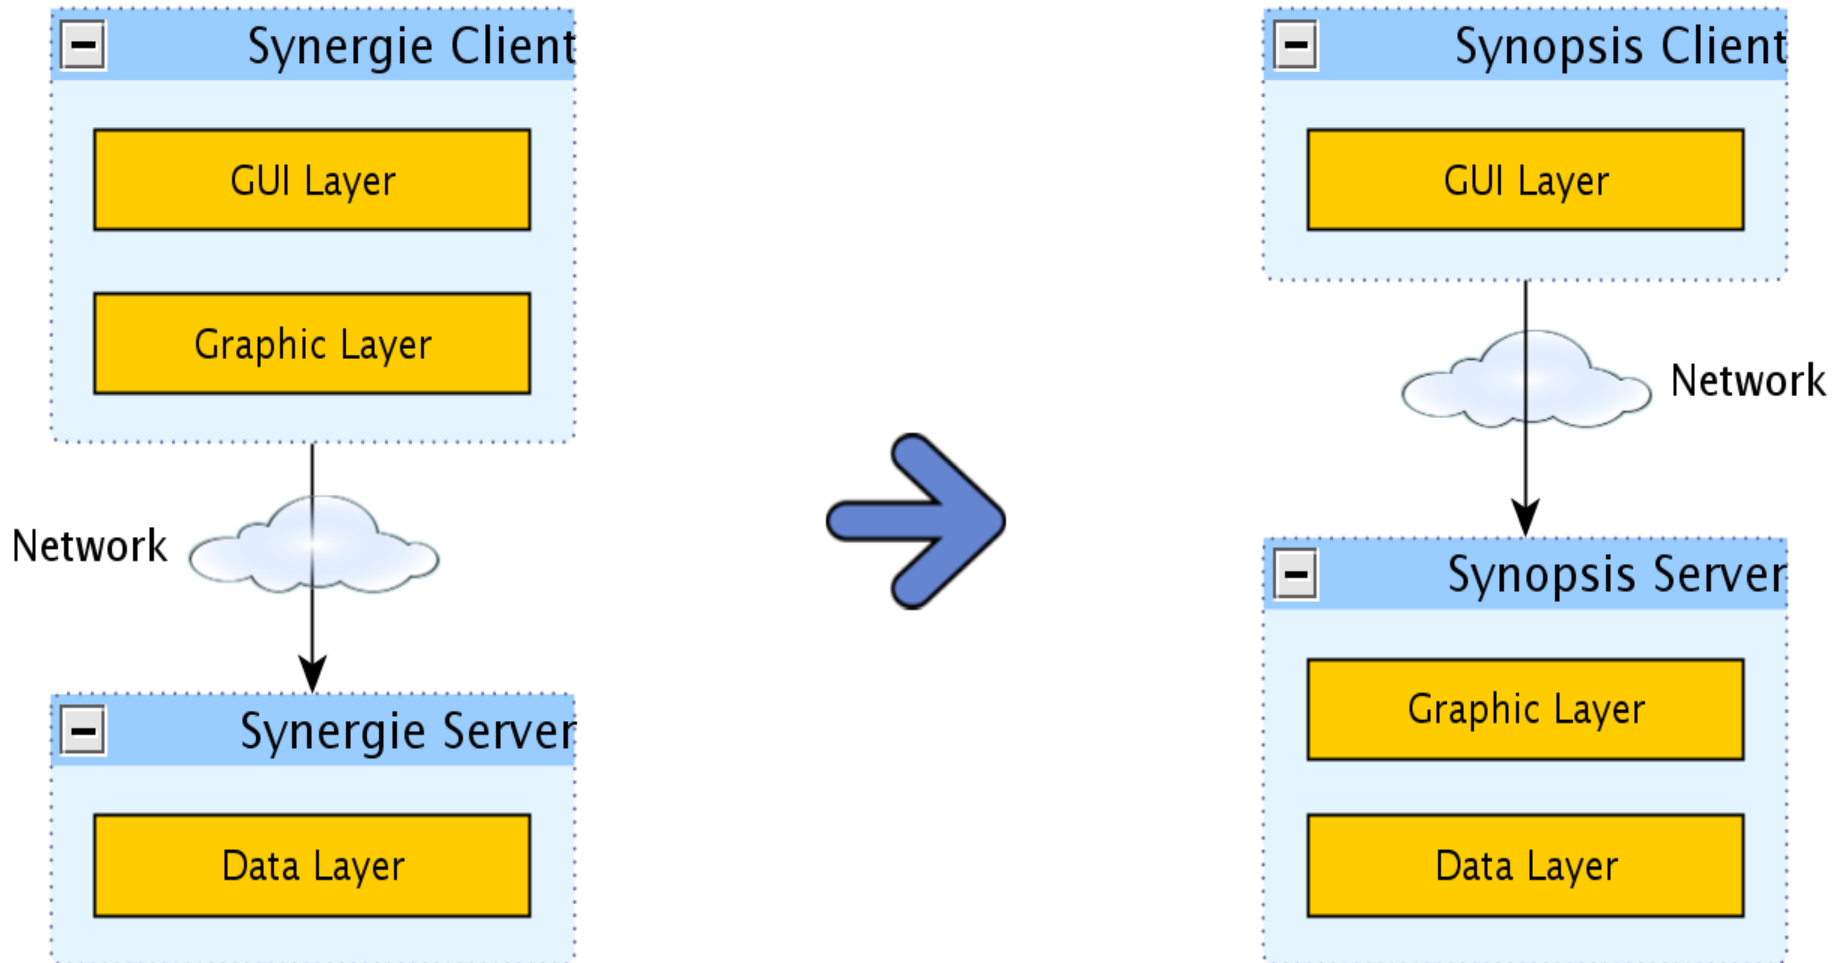 Synergie Client
GUI Layer
Graphic Layer
Network
Synergie Server
Data Layer
Synopsis Client
GUI Layer
Network
Synopsis Server
Graphic Layer
Data Layer